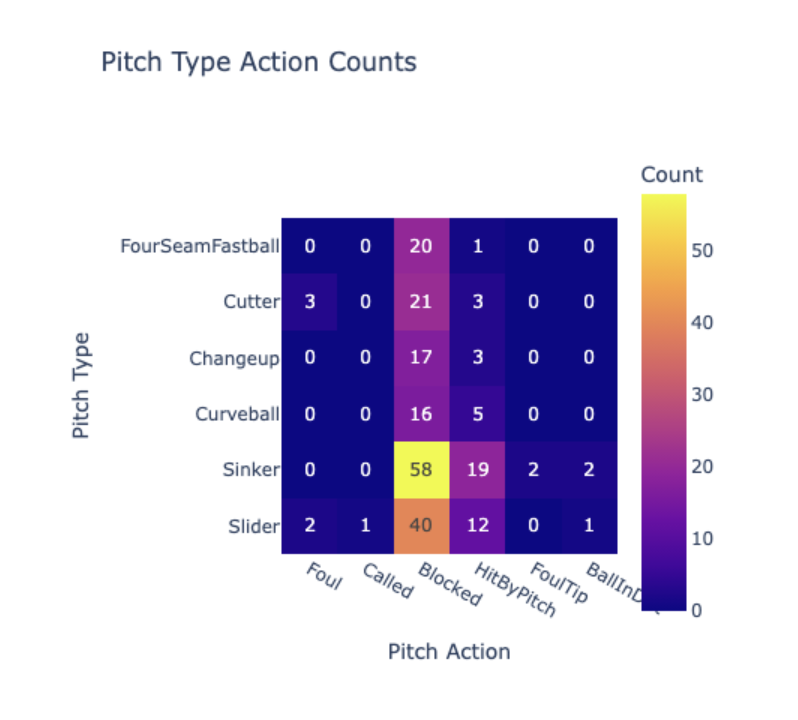 Pitch Type Action Counts
Count
FourSeamFastball 0 0 20 1 0 0
Cutter 3 0 21 3 0 0
Changeup 0 0 17 3 0 0
Curveball 0 0 16 5 0 0
Sinker 0 0 58 19 2 2
Slider 2 1 40 12 0 1
Pitch Type
Foul Called Blocked HitByPitch FoulTip
Pitch Action
50
40
30
20
10
0